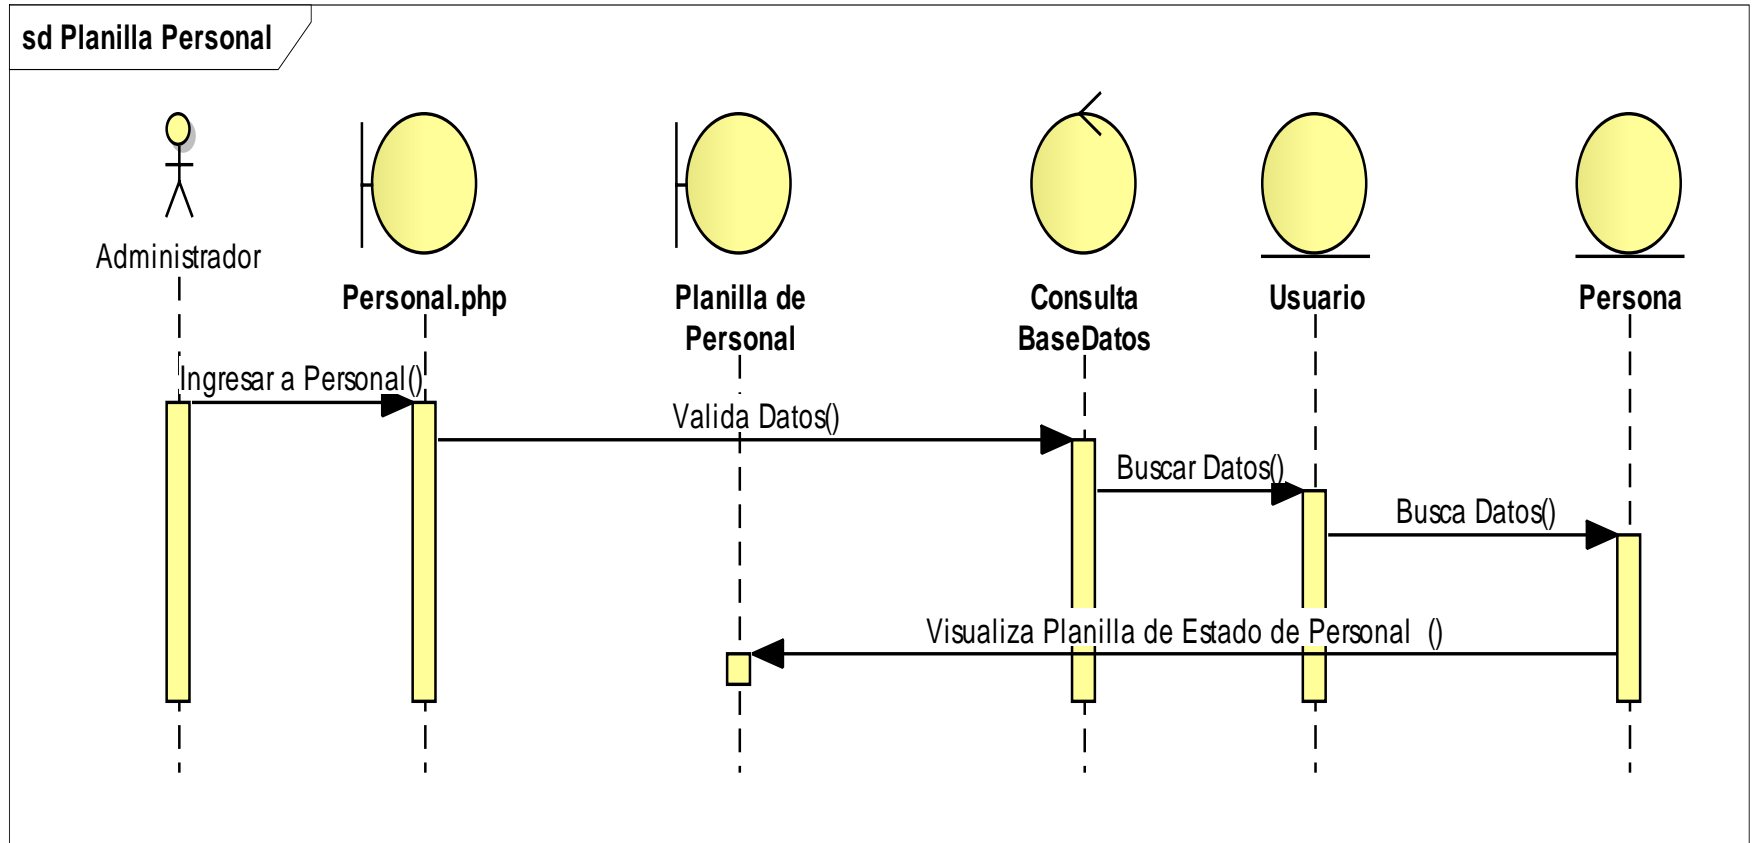 sd Planilla Personal
Administrador
Personal.php
Planilla de
Personal
Consulta
BaseDatos
Usuario
Persona
Ingresar a Personal()
Valida Datos()
Buscar Datos()
Busca Datos()
Visualiza Planilla de Estado de Personal ()